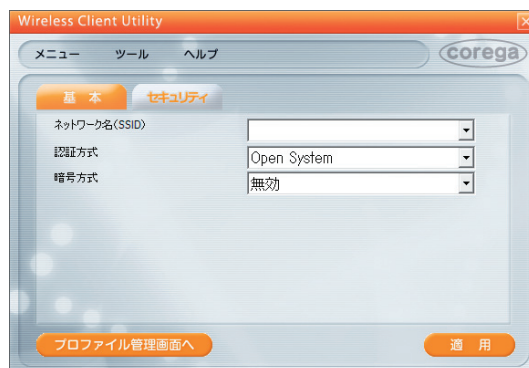 Wireless Client Utility
メニュー ツール ヘルプ
corega
基本 セキュリティ
ネットワーク名(SSID)
認証方式 Open System
暗号方式 無効
プロファイル管理画面へ 適用